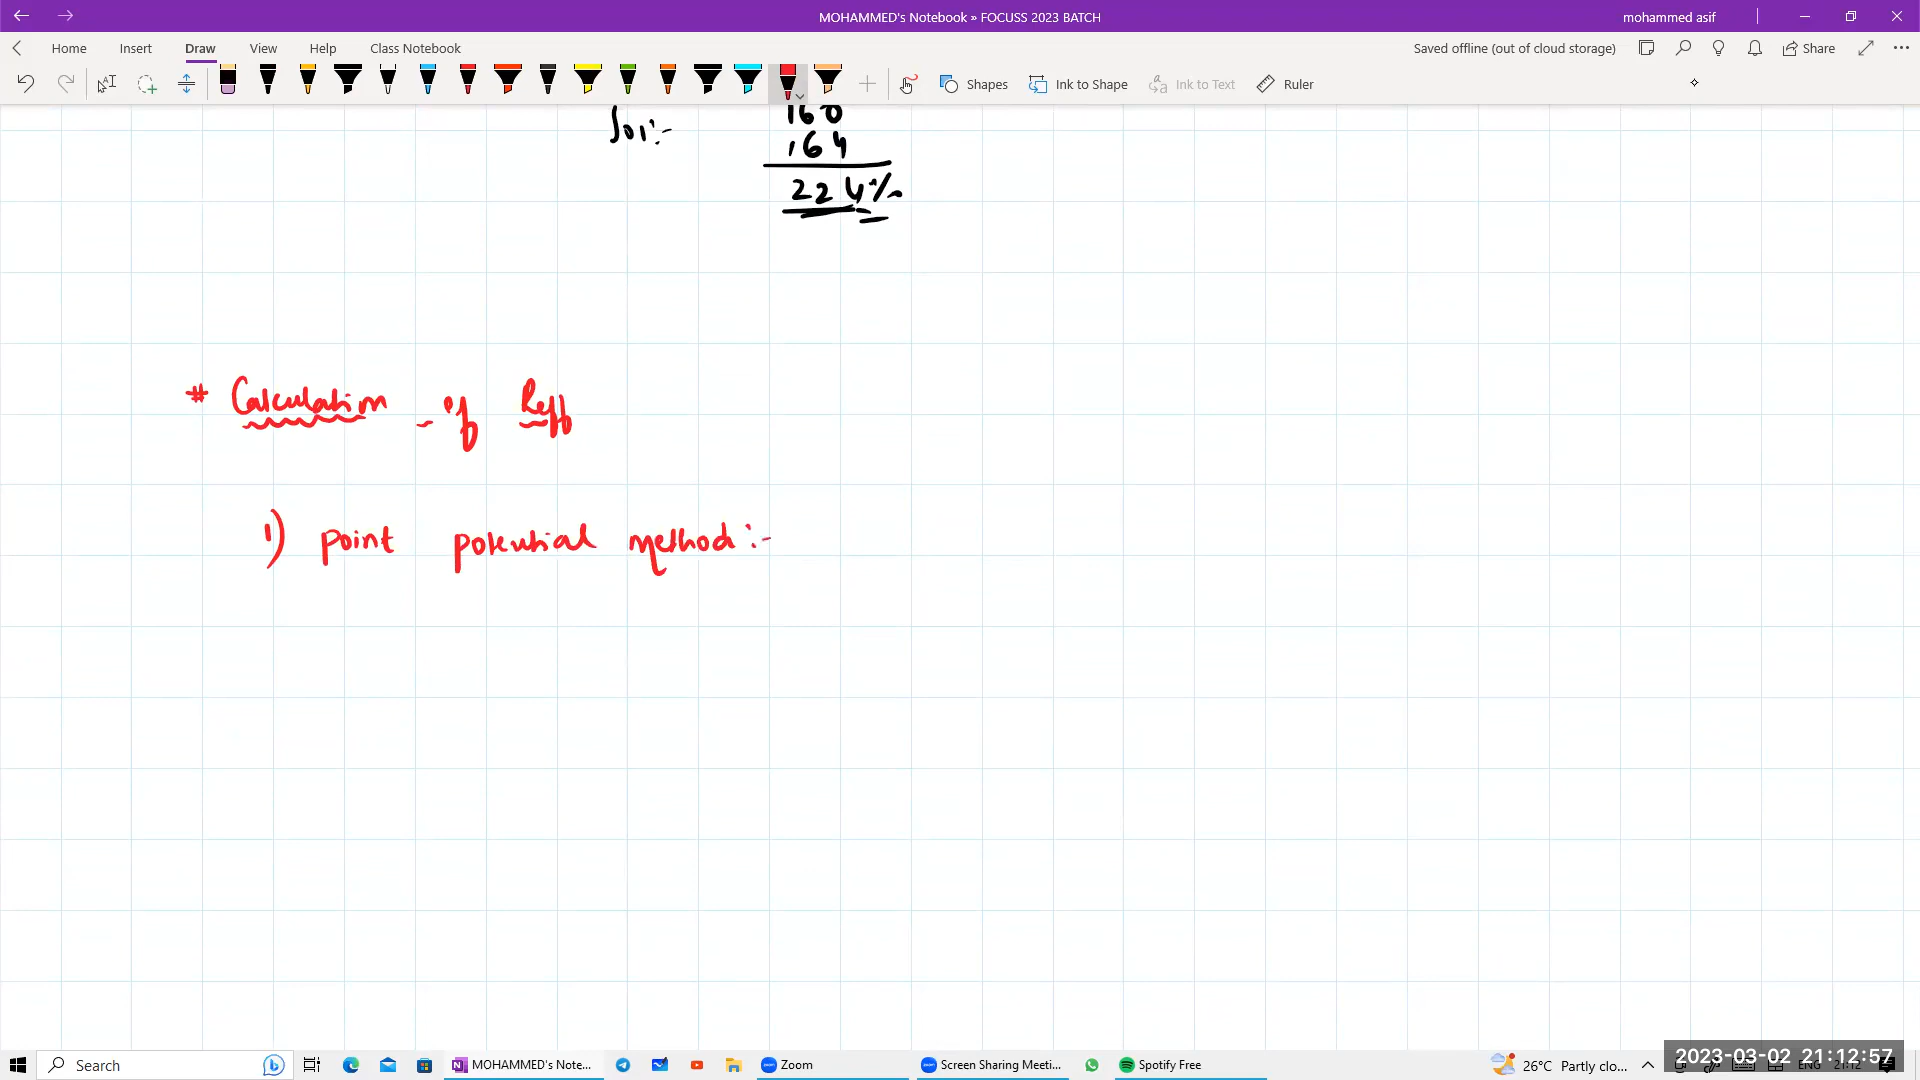 MOHAMMED's Notebook » FOCUSS 2023 BATCH
mohammed asif
Home Insert Draw View Help Class Notebook
Saved offline (out of cloud storage)
Share
Shapes Ink to Shape Ink to Text Ruler
Sol:-
160
164
224%
* Calculation of Reff
1) point potential method:-
Search
MOHAMMED's Note...
Zoom
Screen Sharing Meeti...
Spotify Free
26°C Partly clo...
2023-03-02 21:12:57